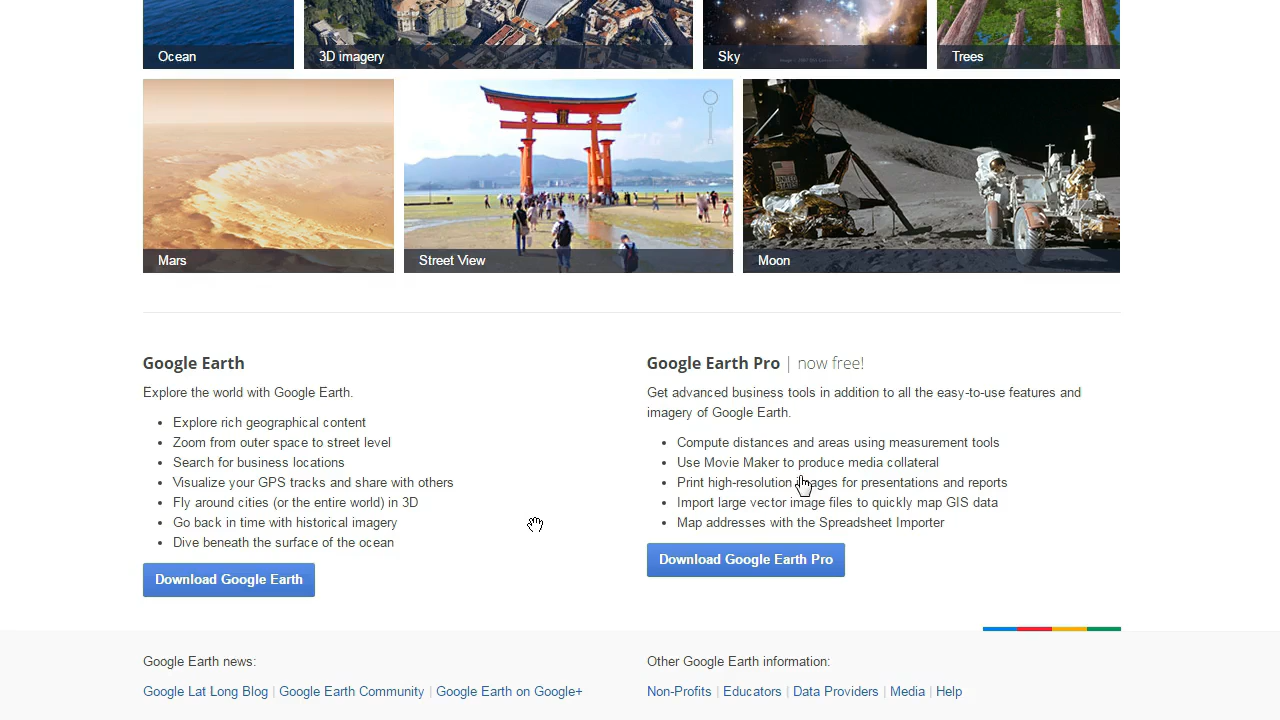 Ocean
3D imagery
Sky
Trees
Mars
Street View
Moon
Google Earth
Explore the world with Google Earth.
• Explore rich geographical content
• Zoom from outer space to street level
• Search for business locations
• Visualize your GPS tracks and share with others
• Fly around cities (or the entire world) in 3D
• Go back in time with historical imagery
• Dive beneath the surface of the ocean
Download Google Earth
Google Earth Pro | now free!
Get advanced business tools in addition to all the easy-to-use features and
imagery of Google Earth.
• Compute distances and areas using measurement tools
• Use Movie Maker to produce media collateral
• Print high-resolution images for presentations and reports
• Import large vector image files to quickly map GIS data
• Map addresses with the Spreadsheet Importer
Download Google Earth Pro
Google Earth news:
Google Lat Long Blog | Google Earth Community | Google Earth on Google+
Other Google Earth information:
Non-Profits | Educators | Data Providers | Media | Help